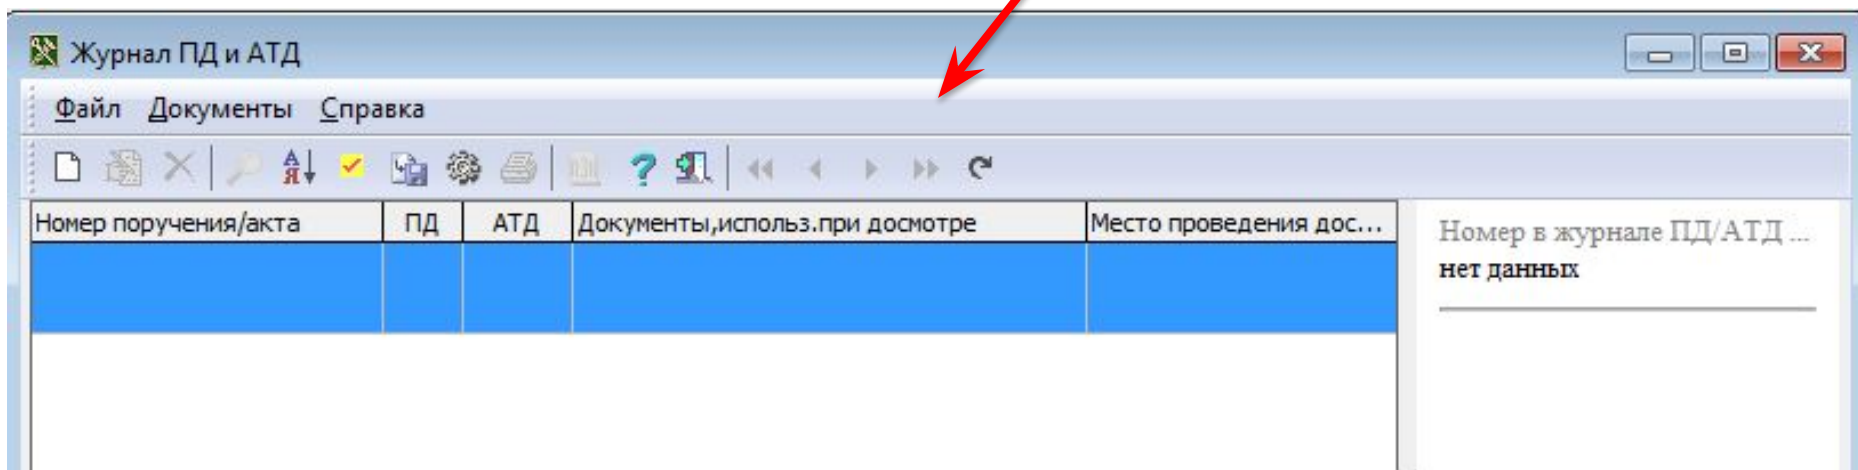 Журнал ПД и АТД
Файл Документы Справка
Номер поручения/акта ПД АТД Документы,использ.при досмотре Место проведения дос...
Номер в журнале ПД/АТД ...
нет данных